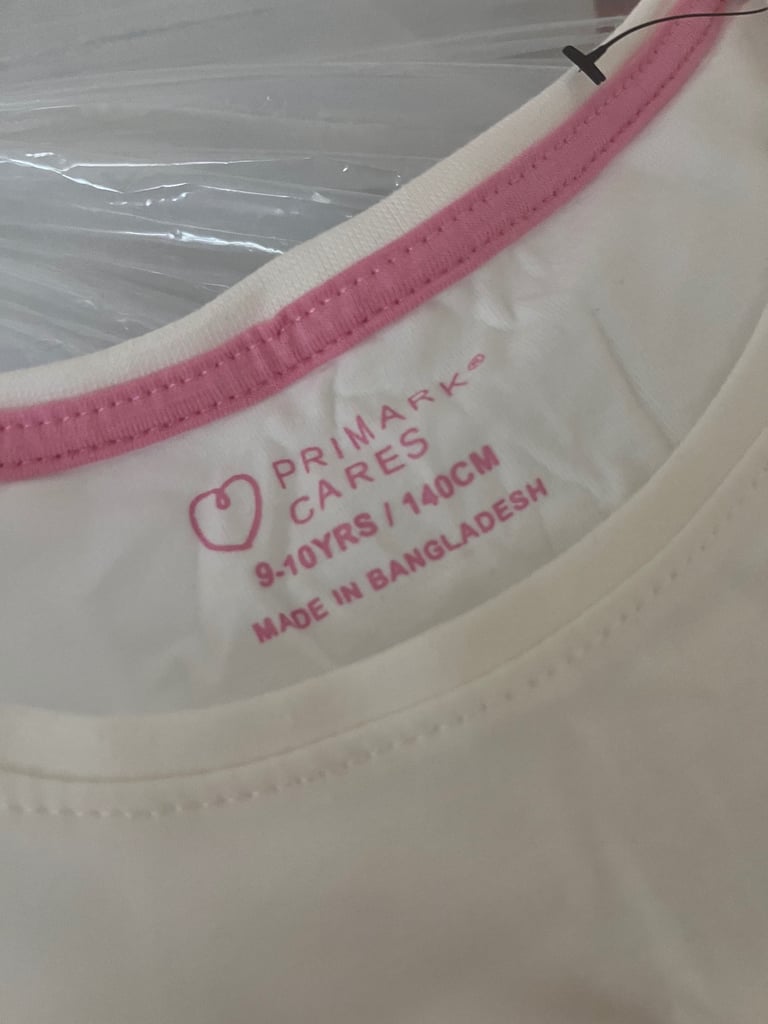 PRIMARK®
CARES
9-10YRS / 140CM
MADE IN BANGLADESH